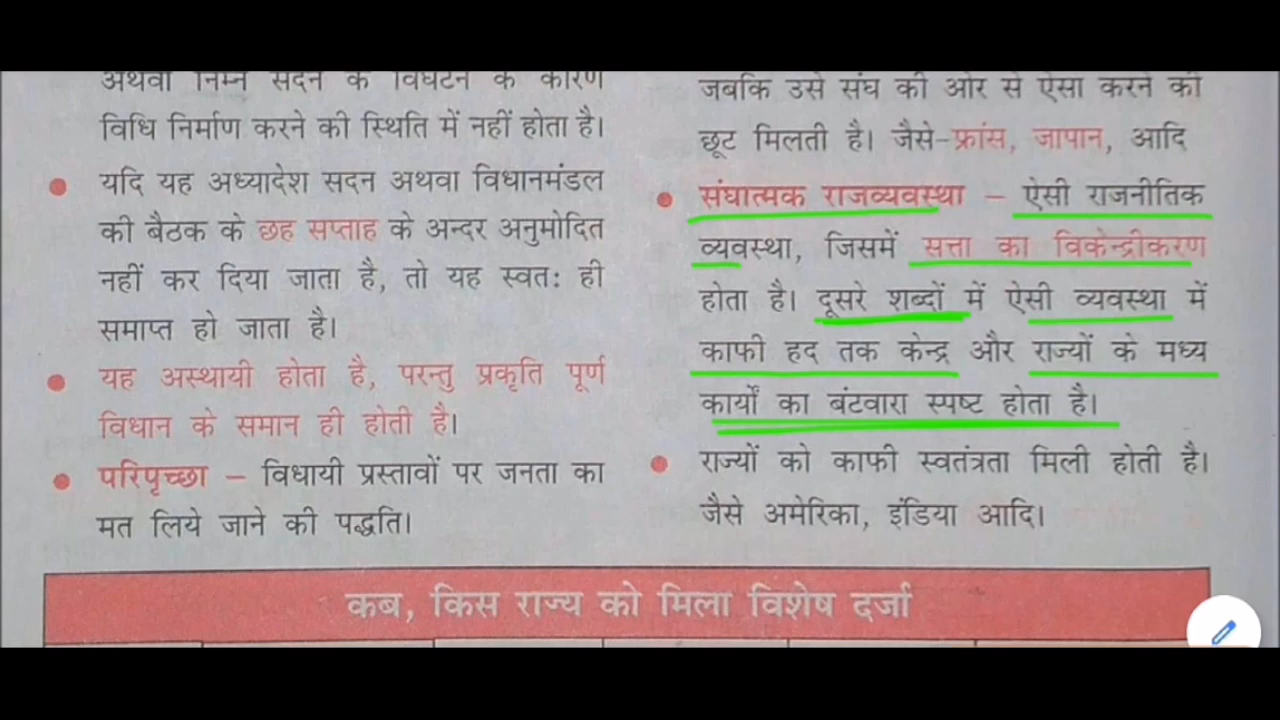 अथवा निम्न सदन के विघटन के कारण
विधि निर्माण करने की स्थिति में नहीं होता है।
यदि यह अध्यादेश सदन अथवा विधानमंडल
की बैठक के छह सप्ताह के अन्दर अनुमोदित
नहीं कर दिया जाता है, तो यह स्वतः ही
समाप्त हो जाता है।
यह अस्थायी होता है, परन्तु प्रकृति पूर्ण
विधान के समान ही होती है।
परिपृच्छा – विधायी प्रस्तावों पर जनता का
मत लिये जाने की पद्धति।
जबकि उसे संघ की ओर से ऐसा करने की
छूट मिलती है। जैसे-फ्रांस, जापान, आदि
संघात्मक राजव्यवस्था – ऐसी राजनीतिक
व्यवस्था, जिसमें सत्ता का विकेन्द्रीकरण
होता है। दूसरे शब्दों में ऐसी व्यवस्था में
काफी हद तक केन्द्र और राज्यों के मध्य
कार्यों का बंटवारा स्पष्ट होता है।
राज्यों को काफी स्वतंत्रता मिली होती है।
जैसे अमेरिका, इंडिया आदि।
कब, किस राज्य को मिला विशेष दर्जा